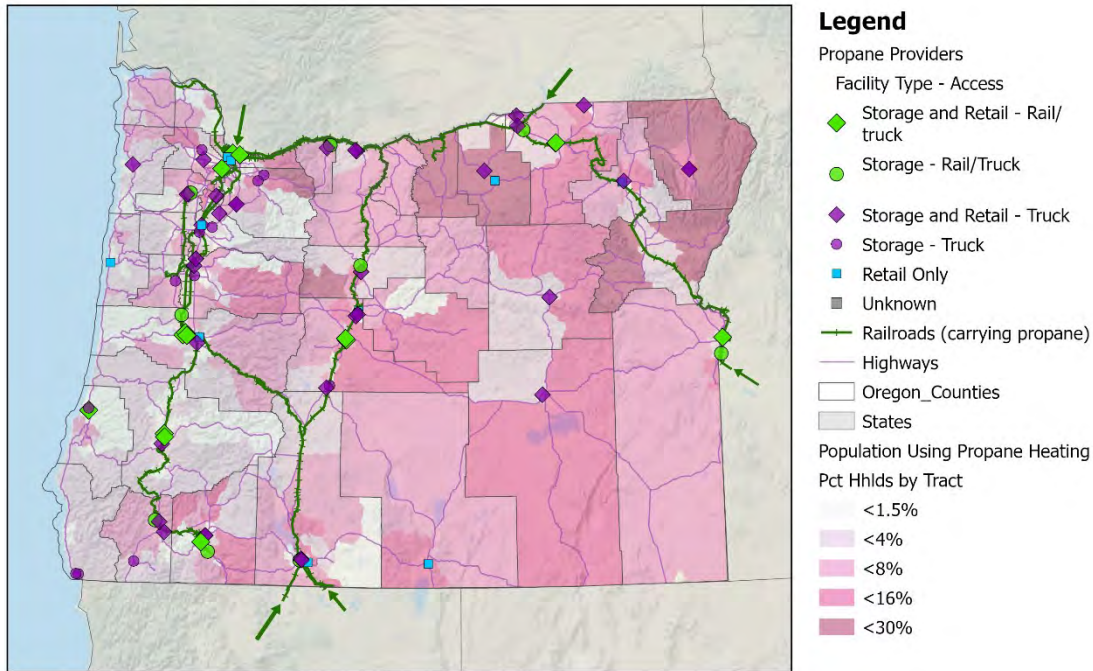 Legend
Propane Providers
Facility Type - Access
Storage and Retail - Rail/
truck
Storage - Rail/Truck
Storage and Retail - Truck
Storage - Truck
Retail Only
Unknown
Railroads (carrying propane)
Highways
Oregon_Counties
States
Population Using Propane Heating
Pct Hhlds by Tract
<1.5%
<4%
<8%
<16%
<30%